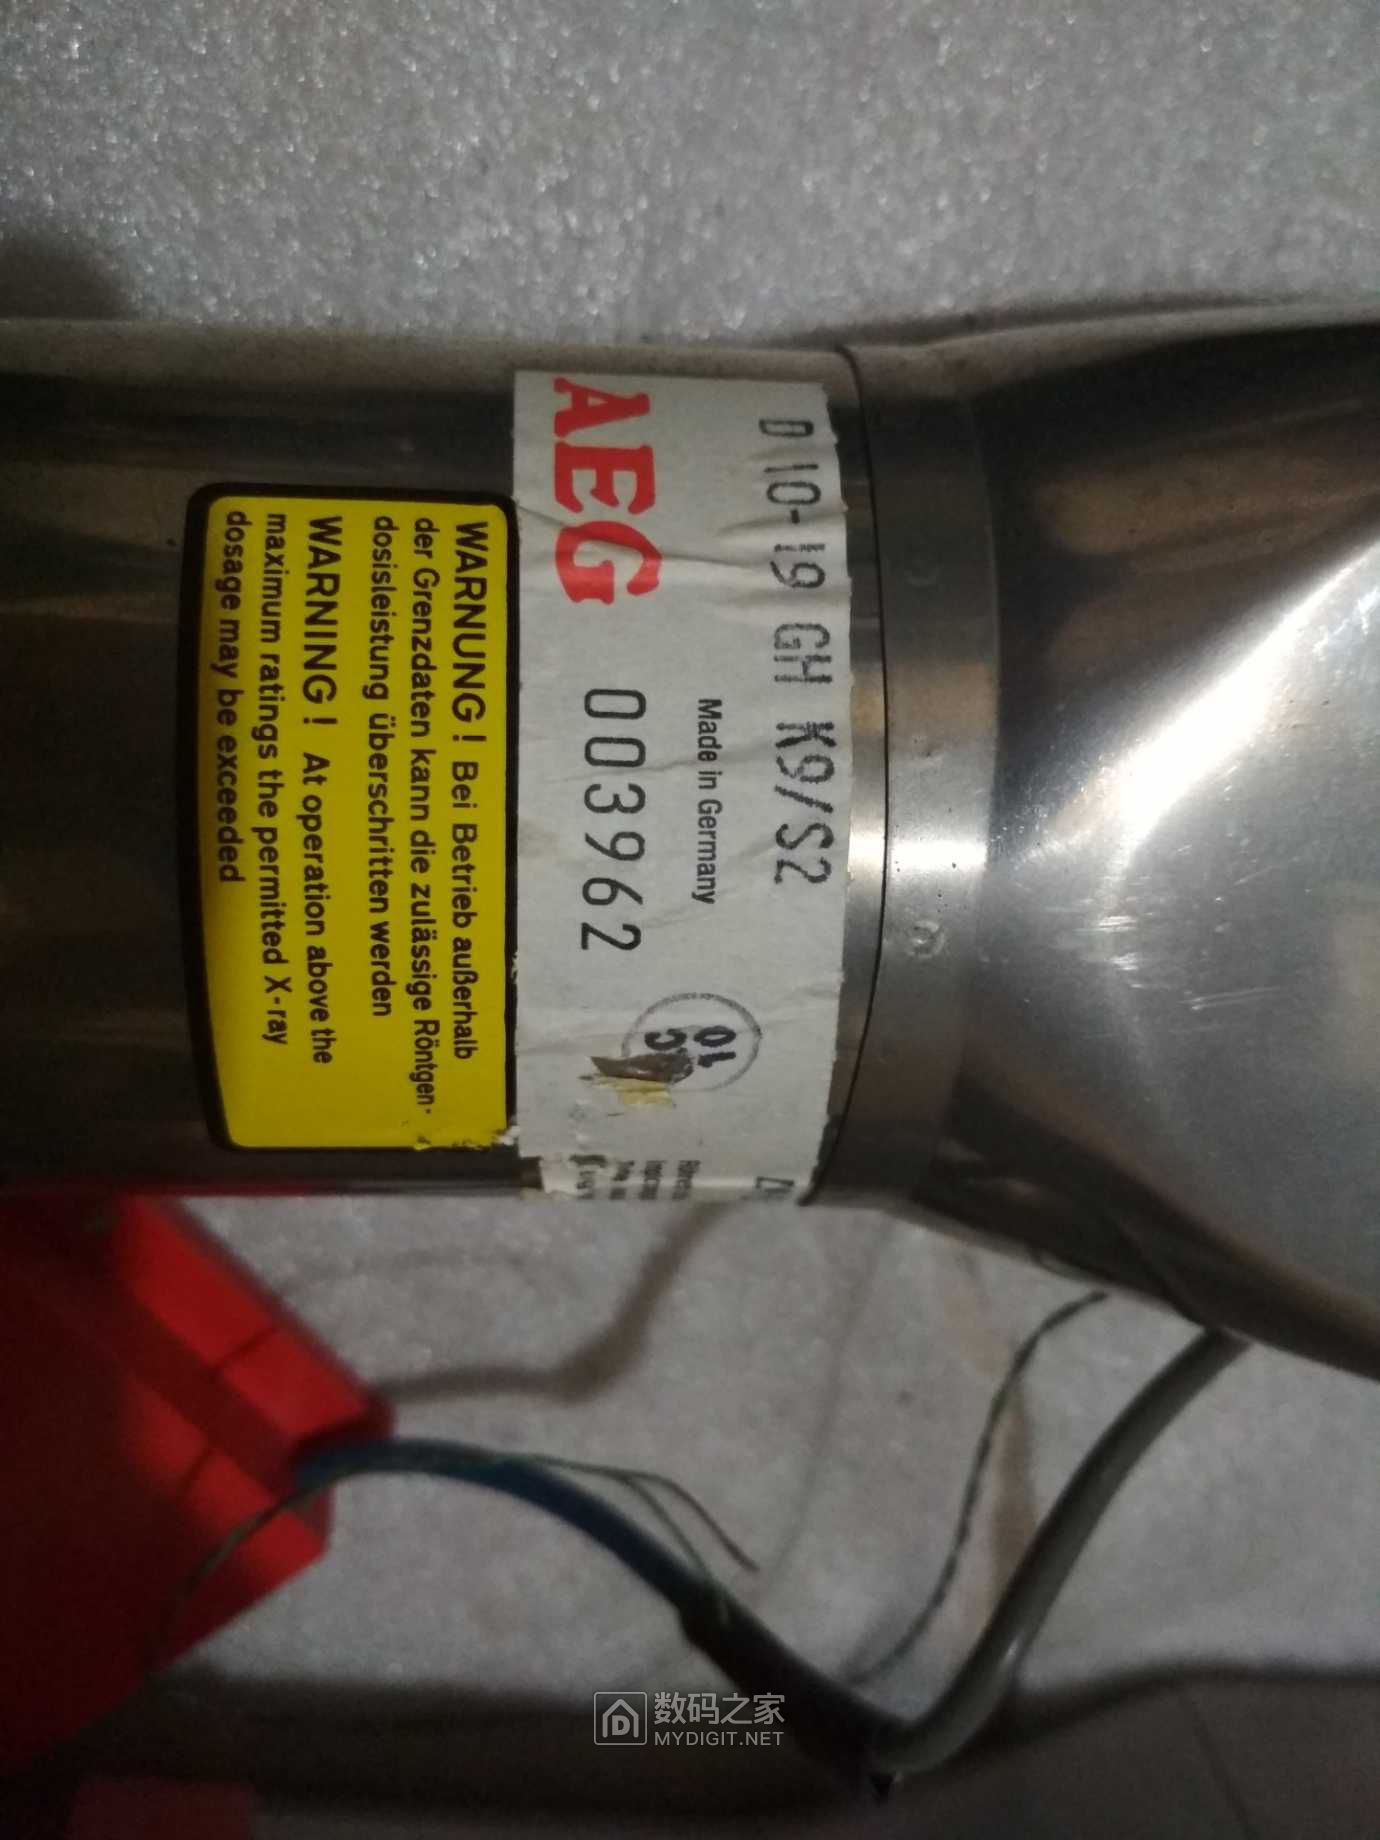 D 10-19 GH K9/S2
Made in Germany
AEG 003962
10
WARNUNG! Bei Betrieb außerhalb
der Grenzdaten kann die zulässige Röntgen-
dosisleistung überschritten werden
WARNING! At operation above the
maximum ratings the permitted X-ray
dosage may be exceeded
数码之家
MYDIGIT.NET